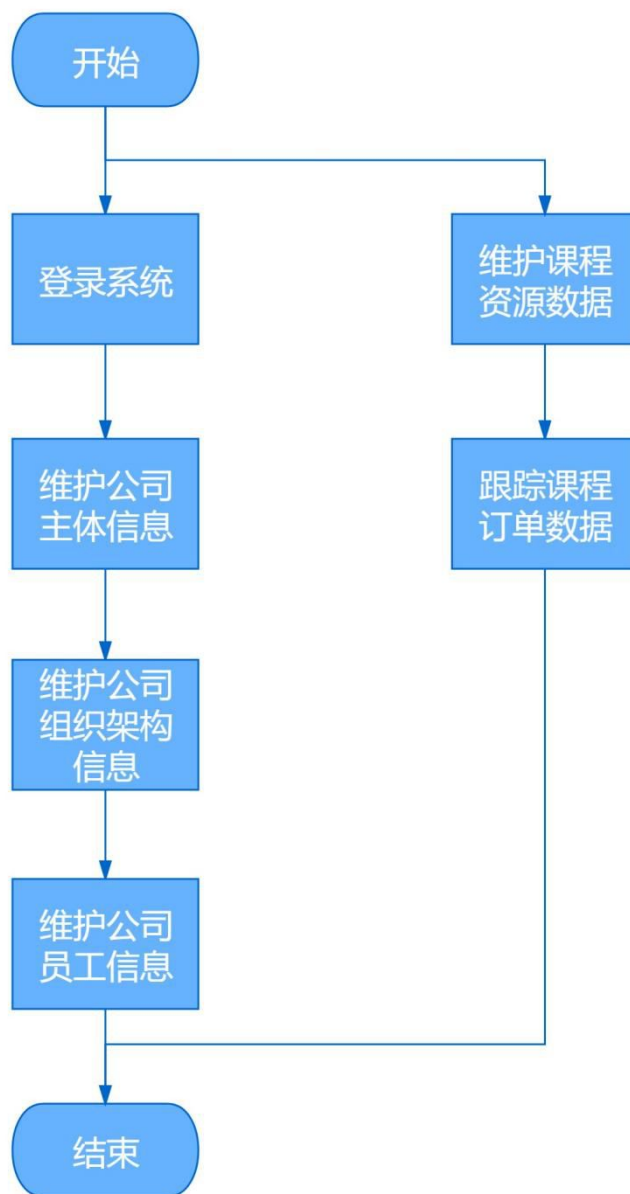 开始
登录系统
维护课程
资源数据
维护公司
主体信息
跟踪课程
订单数据
维护公司
组织架构
信息
维护公司
员工信息
结束